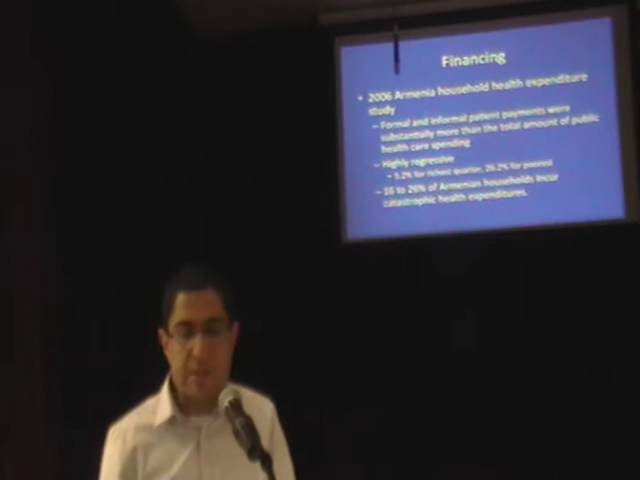 Financing
• 2006 Armenia household health expenditure
study
– Formal and informal patient payments were
substantially more than the total amount of public
health care spending
– Highly regressive
• 5.2% for richest quarter, 26.2% for poorest
– 16 to 26% of Armenian households incur
catastrophic health expenditures.